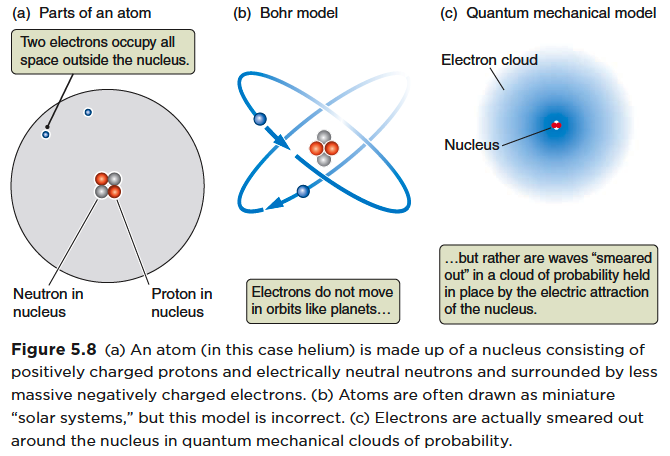 (a) Parts of an atom
Two electrons occupy all
space outside the nucleus.
Neutron in
nucleus
Proton in
nucleus
(b) Bohr model
Electrons do not move
in orbits like planets…
(c) Quantum mechanical model
Electron cloud
Nucleus
…but rather are waves “smeared
out” in a cloud of probability held
in place by the electric attraction
of the nucleus.
Figure 5.8 (a) An atom (in this case helium) is made up of a nucleus consisting of
positively charged protons and electrically neutral neutrons and surrounded by less
massive negatively charged electrons. (b) Atoms are often drawn as miniature
“solar systems,” but this model is incorrect. (c) Electrons are actually smeared out
around the nucleus in quantum mechanical clouds of probability.